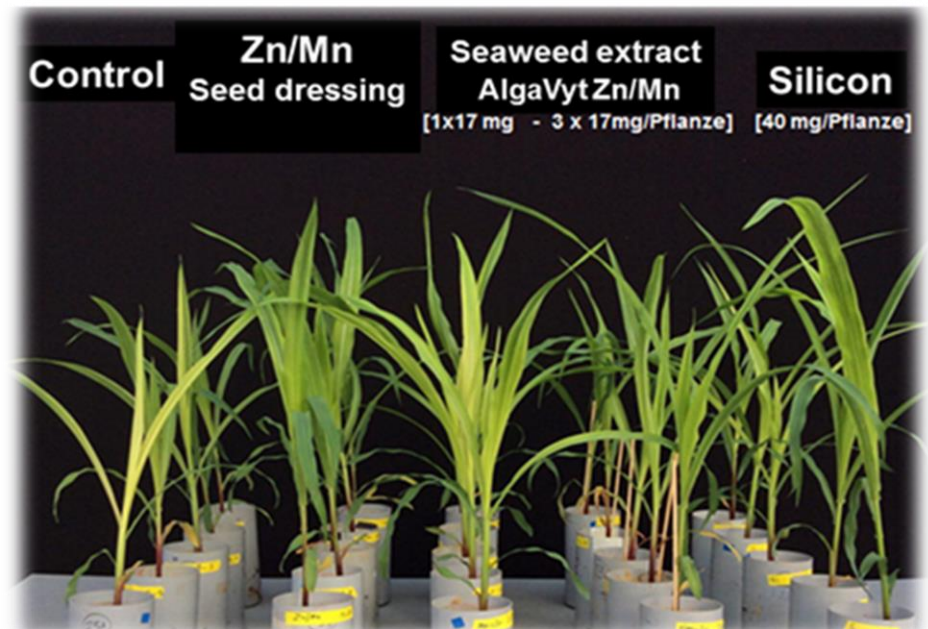 Control
Zn/Mn
Seed dressing
Seaweed extract
AlgaVyt Zn/Mn
[1x17 mg - 3 x 17mg/Pflanze]
Silicon
[40 mg/Pflanze]